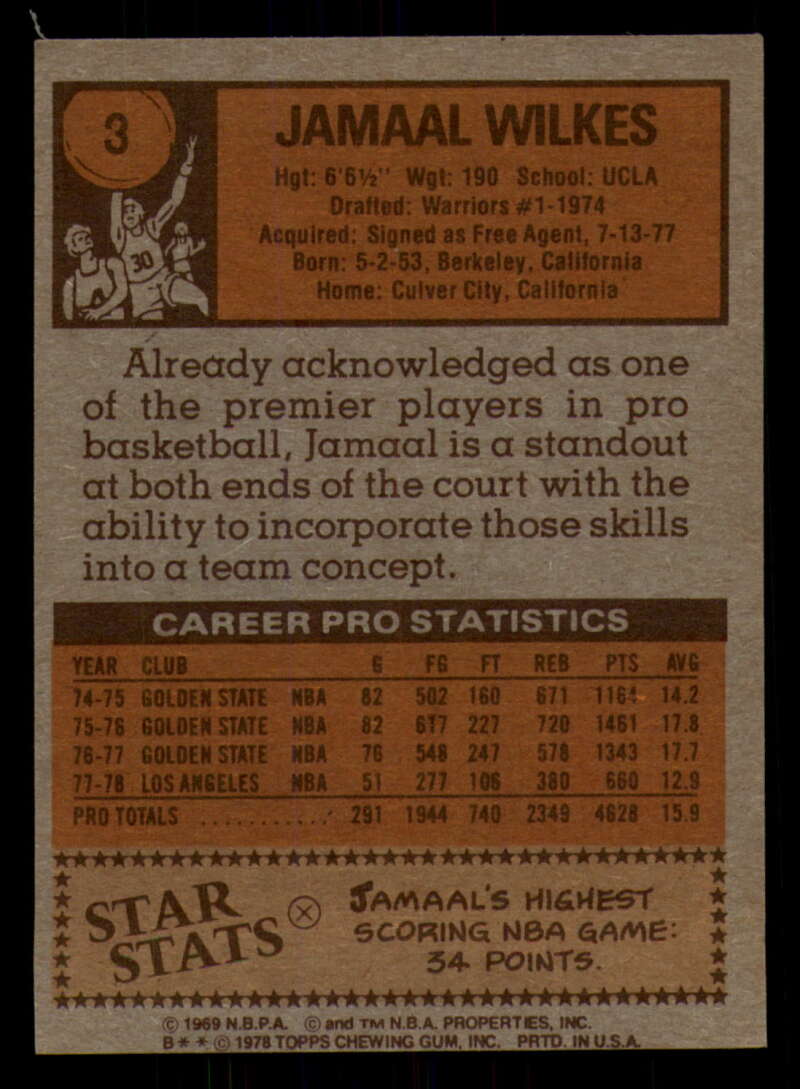 3
JAMAAL WILKES
Hgt: 6'6½" Wgt: 190 School: UCLA
Drafted: Warriors #1-1974
Acquired: Signed as Free Agent, 7-13-77
Born: 5-2-53, Berkeley, California
Home: Culver City, California
30
Already acknowledged as one
of the premier players in pro
basketball, Jamaal is a standout
at both ends of the court with the
ability to incorporate those skills
into a team concept.
CAREER PRO STATISTICS
YEAR CLUB G FG FT REB PTS AVG
74-75 GOLDEN STATE NBA 82 502 160 671 1164 14.2
75-76 GOLDEN STATE NBA 82 617 227 720 1461 17.8
76-77 GOLDEN STATE NBA 76 548 247 578 1343 17.7
77-78 LOS ANGELES NBA 51 277 106 380 660 12.9
PRO TOTALS ........... 291 1944 740 2349 4628 15.9
STAR STATS
JAMAAL'S HIGHEST
SCORING NBA GAME:
34 POINTS.
© 1969 N.B.P.A. © and TM N.B.A. PROPERTIES, INC.
B* * © 1978 TOPPS CHEWING GUM, INC. PRTD. IN U.S.A.